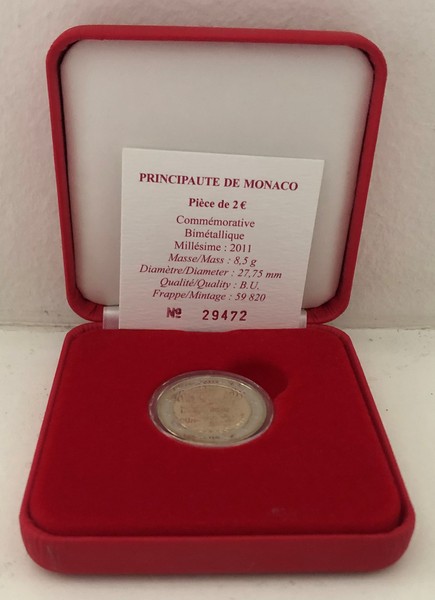 PRINCIPAUTE DE MONACO
Pièce de 2 €
Commémorative
Bimétallique
Millésime : 2011
Masse/Mass : 8,5 g
Diamètre/Diameter : 27,75 mm
Qualité/Quality : B.U.
Frappe/Mintage : 59 820
№ 29472